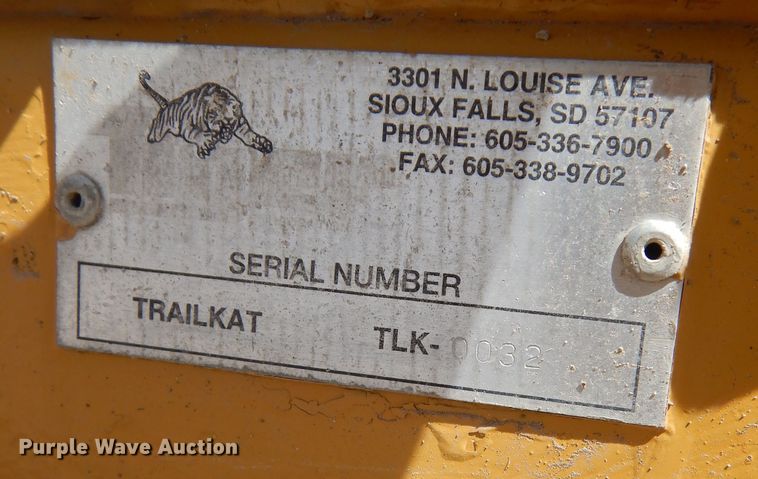 3301 N. LOUISE AVE.
SIOUX FALLS, SD 57107
PHONE: 605-336-7900
FAX: 605-338-9702
SERIAL NUMBER
TRAILKAT TLK-0032
Purple Wave Auction